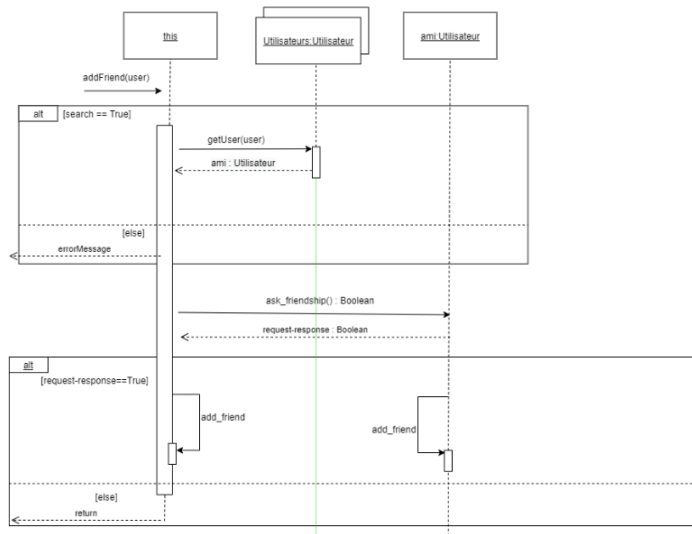 this
Utilisateurs:Utilisateur
ami:Utilisateur
addFriend(user)
alt
[search == True]
getUser(user)
ami : Utilisateur
[else]
errorMessage
ask_friendship() : Boolean
request-response : Boolean
alt
[request-response==True]
add_friend
add_friend
[else]
return